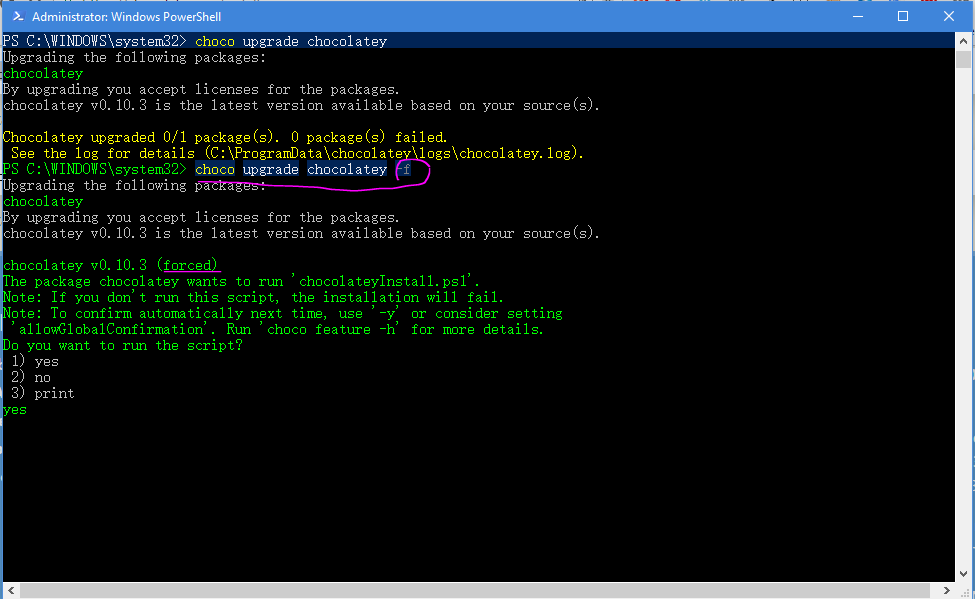 Administrator: Windows PowerShell
PS C:\WINDOWS\system32> choco upgrade chocolatey
Upgrading the following packages:
chocolatey
By upgrading you accept licenses for the packages.
chocolatey v0.10.3 is the latest version available based on your source(s).
Chocolatey upgraded 0/1 package(s). 0 package(s) failed.
See the log for details (C:\ProgramData\chocolatey\logs\chocolatey.log).
PS C:\WINDOWS\system32> choco upgrade chocolatey -f
Upgrading the following packages:
chocolatey
By upgrading you accept licenses for the packages.
chocolatey v0.10.3 is the latest version available based on your source(s).
chocolatey v0.10.3 (forced)
The package chocolatey wants to run 'chocolateyInstall.ps1'.
Note: If you don't run this script, the installation will fail.
Note: To confirm automatically next time, use '-y' or consider setting
'allowGlobalConfirmation'. Run 'choco feature -h' for more details.
Do you want to run the script?
1) yes
2) no
3) print
yes